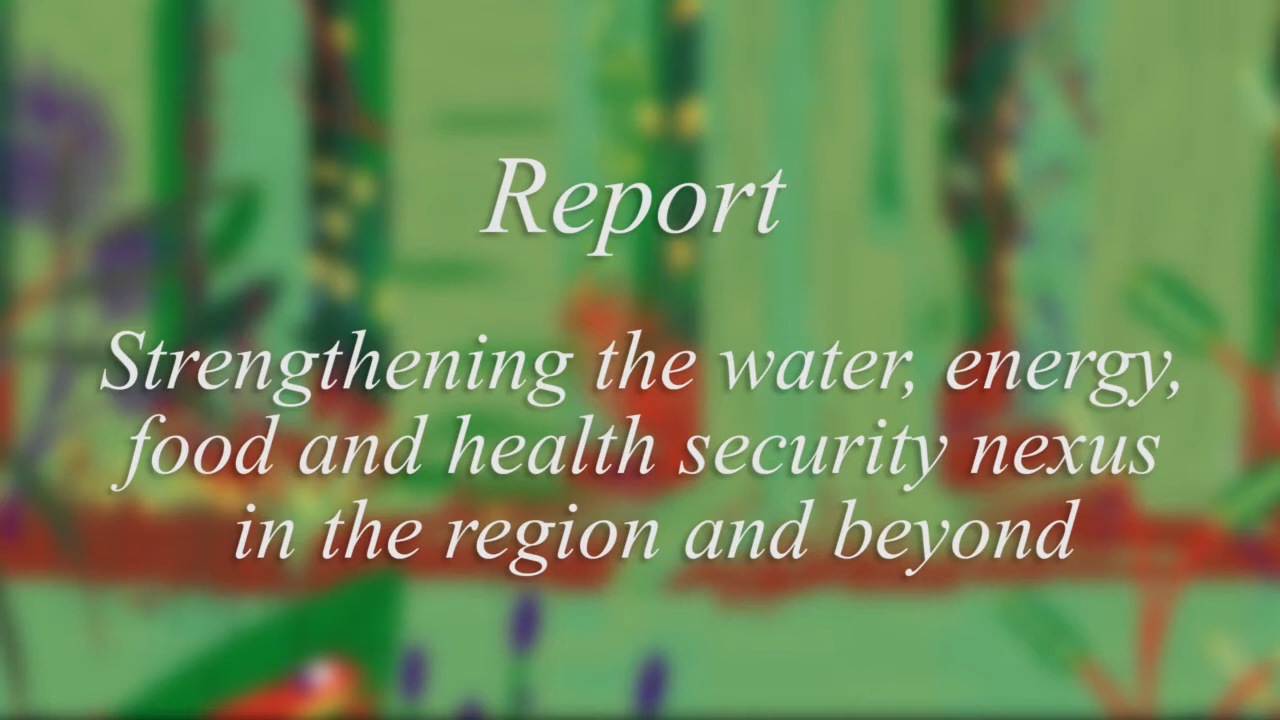 Report
Strengthening the water, energy,
food and health security nexus
in the region and beyond